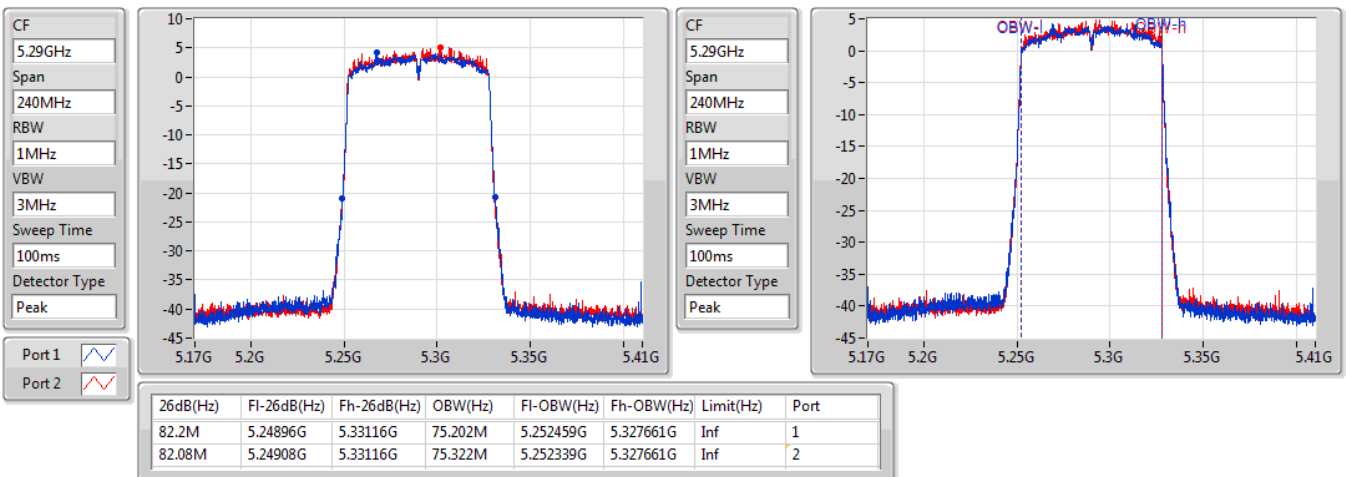 CF
5.29GHz
Span
240MHz
RBW
1MHz
VBW
3MHz
Sweep Time
100ms
Detector Type
Peak
Port 1
Port 2
10
5
0
-5
-10
-15
-20
-25
-30
-35
-40
-45
5.17G 5.2G 5.25G 5.3G 5.35G 5.41G
CF
5.29GHz
Span
240MHz
RBW
1MHz
VBW
3MHz
Sweep Time
100ms
Detector Type
Peak
OBW-l OBW-h
5
0
-5
-10
-15
-20
-25
-30
-35
-40
-45
5.17G 5.2G 5.25G 5.3G 5.35G 5.41G
26dB(Hz) Fl-26dB(Hz) Fh-26dB(Hz) OBW(Hz) Fl-OBW(Hz) Fh-OBW(Hz) Limit(Hz) Port
82.2M 5.24896G 5.33116G 75.202M 5.252459G 5.327661G Inf 1
82.08M 5.24908G 5.33116G 75.322M 5.252339G 5.327661G Inf 2